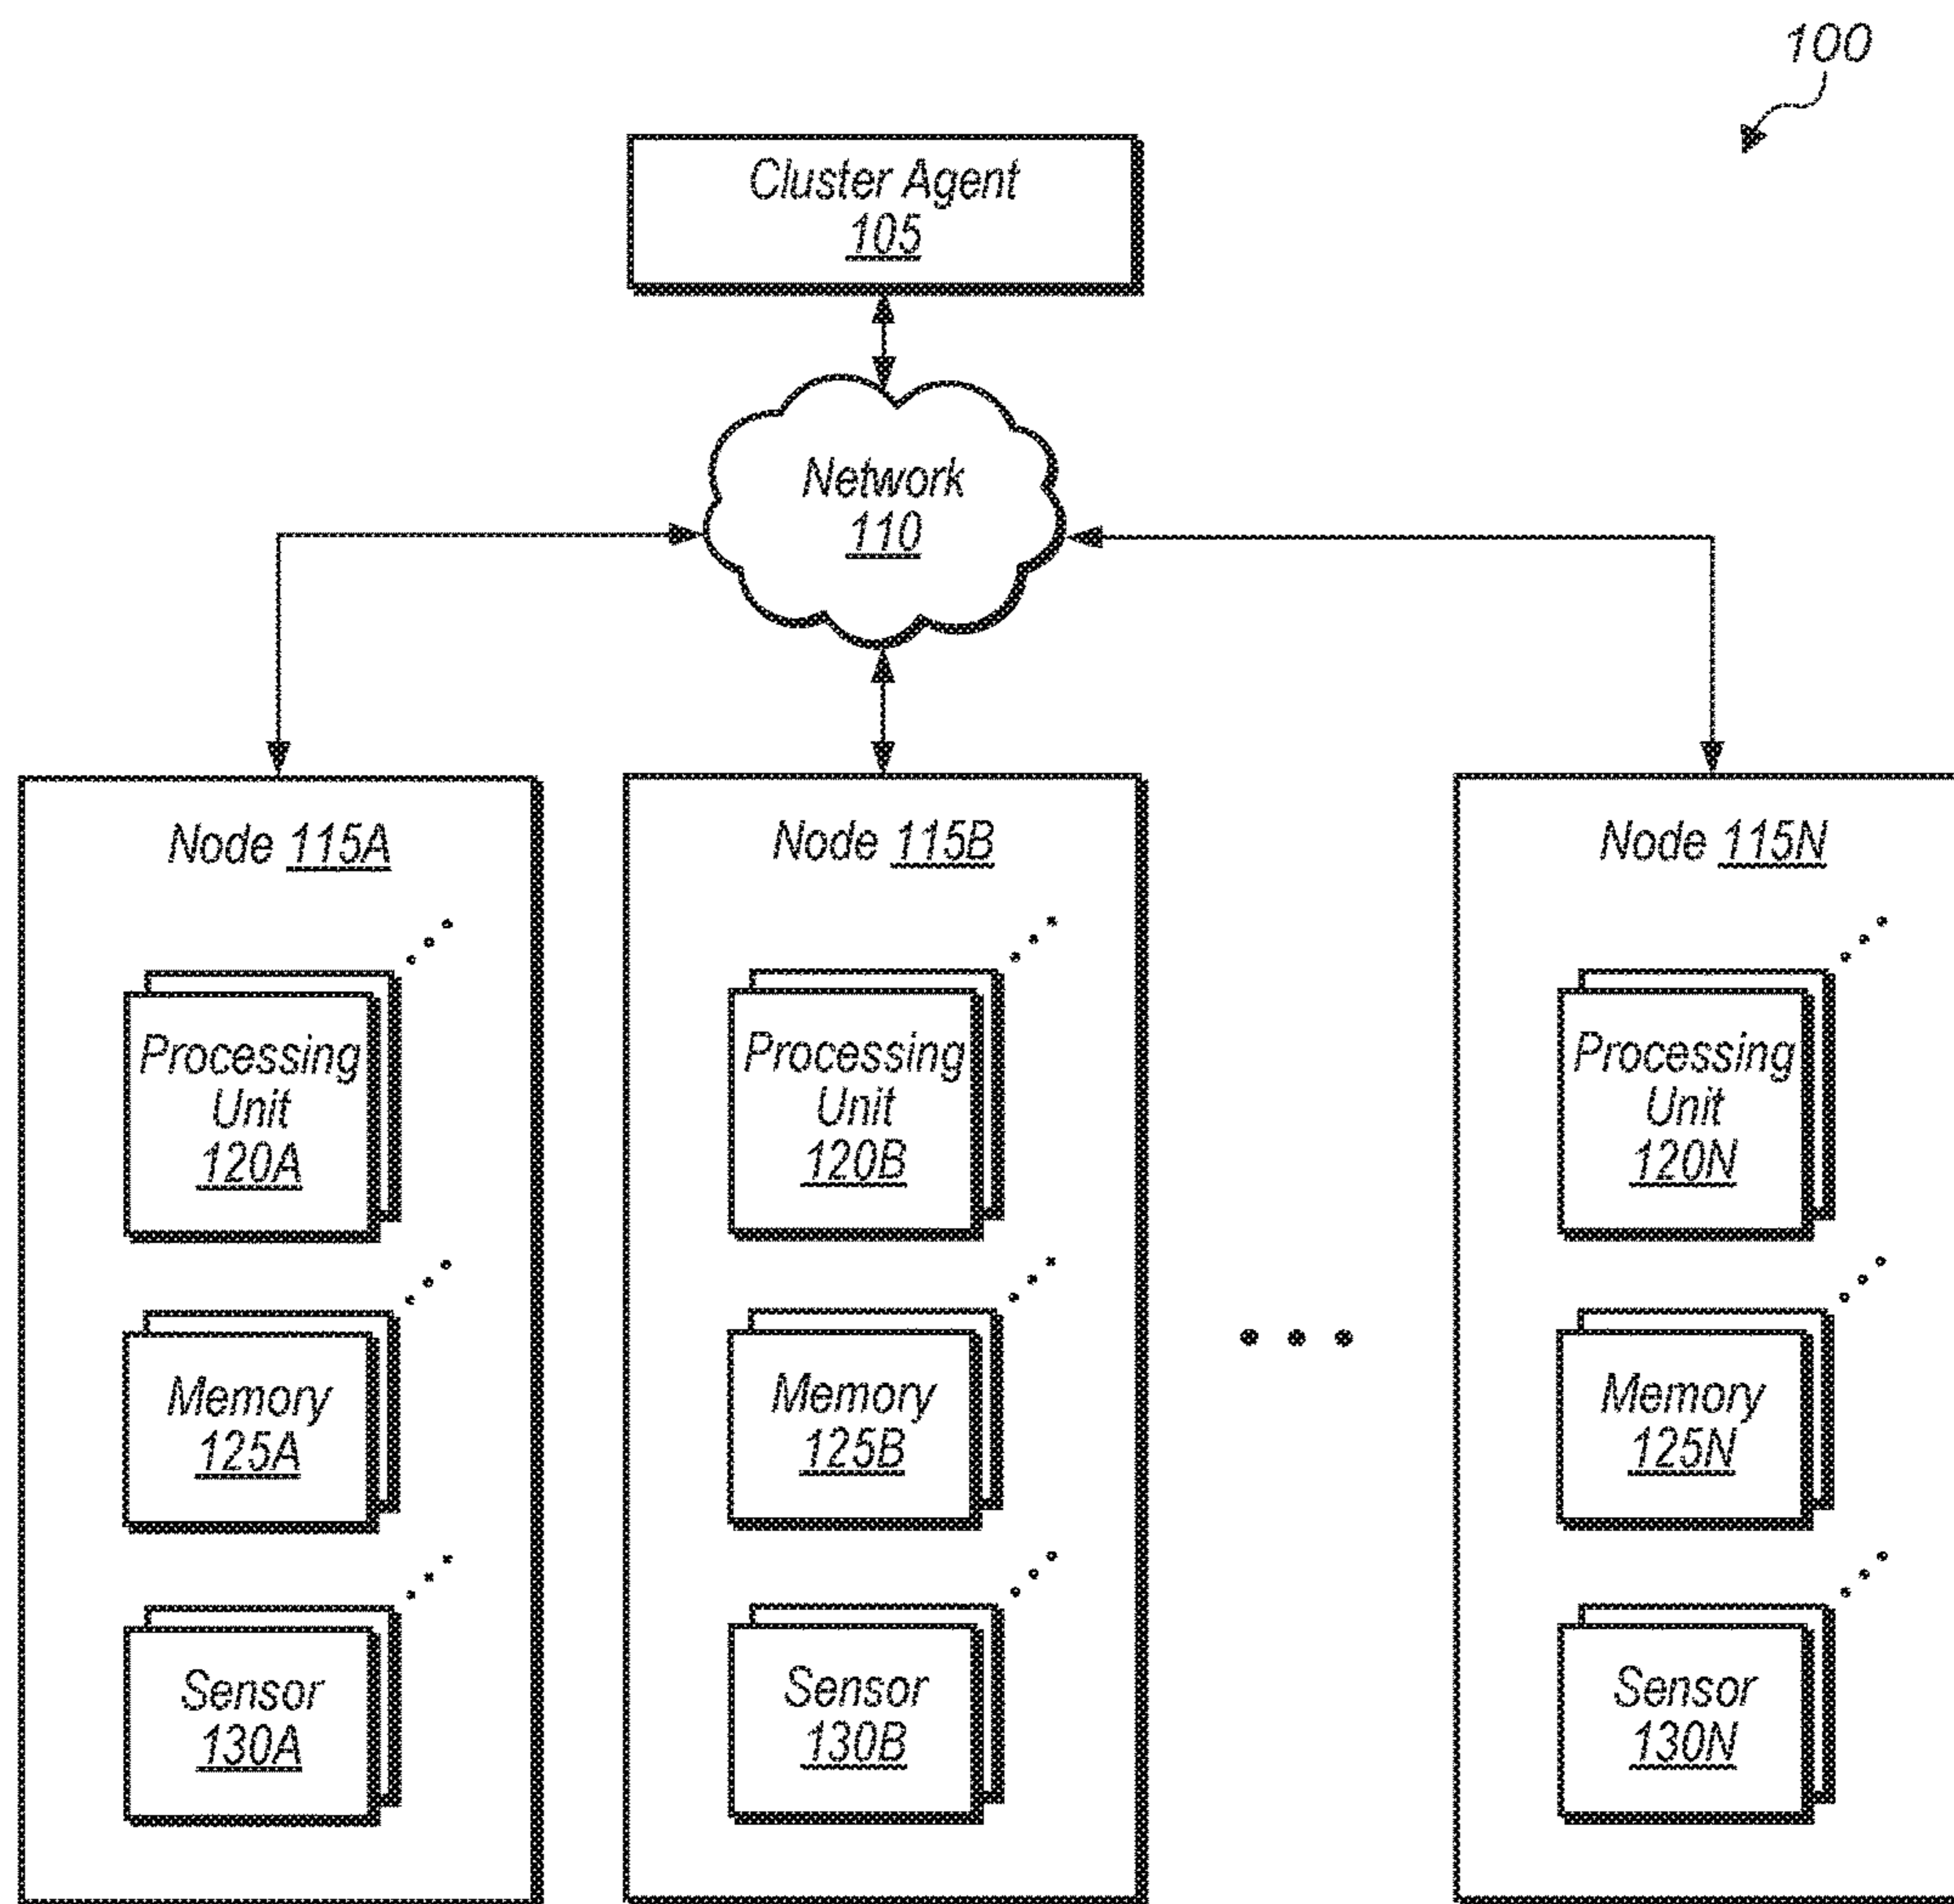 100
Cluster Agent
105
Network
110
Node 115A
Node 115B
Node 115N
Processing
Unit
120A
Processing
Unit
120B
Processing
Unit
120N
Memory
125A
Memory
125B
Memory
125N
Sensor
130A
Sensor
130B
Sensor
130N